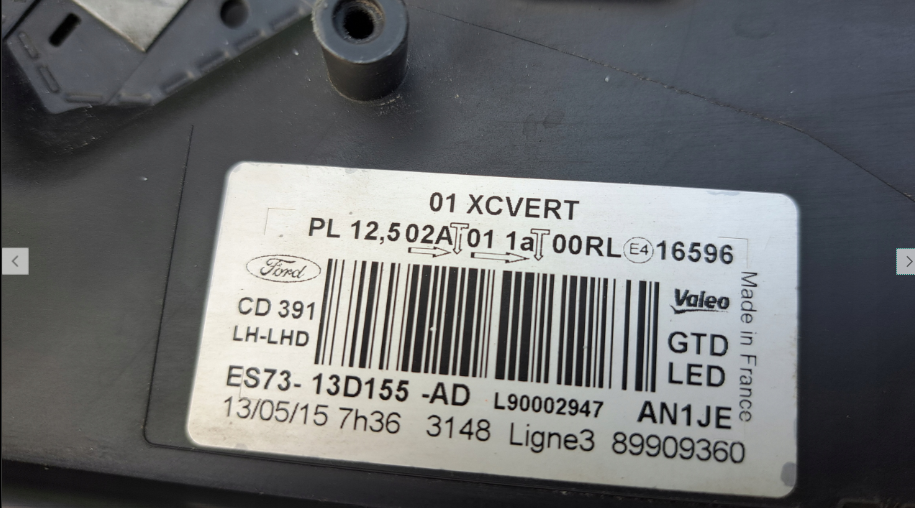 01 XCVERT
PL 12,5 02A 01 1a 00RL E4 16596
Ford
CD 391
LH-LHD
Valeo
GTD
LED
Made in France
ES73- 13D155 -AD L90002947 AN1JE
13/05/15 7h36 3148 Ligne3 89909360